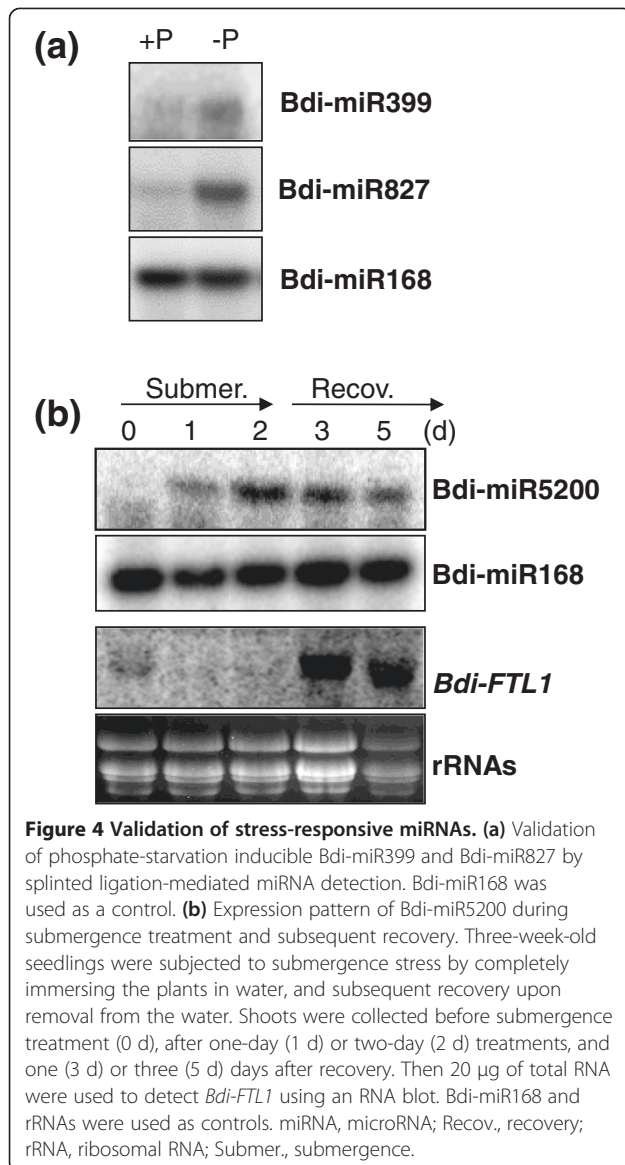 (a)
+P -P
Bdi-miR399
Bdi-miR827
Bdi-miR168
(b)
Submer. Recov.
0 1 2 3 5 (d)
Bdi-miR5200
Bdi-miR168
Bdi-FTL1
rRNAs
Figure 4 Validation of stress-responsive miRNAs. (a) Validation
of phosphate-starvation inducible Bdi-miR399 and Bdi-miR827 by
splinted ligation-mediated miRNA detection. Bdi-miR168 was
used as a control. (b) Expression pattern of Bdi-miR5200 during
submergence treatment and subsequent recovery. Three-week-old
seedlings were subjected to submergence stress by completely
immersing the plants in water, and subsequent recovery upon
removal from the water. Shoots were collected before submergence
treatment (0 d), after one-day (1 d) or two-day (2 d) treatments, and
one (3 d) or three (5 d) days after recovery. Then 20 μg of total RNA
were used to detect Bdi-FTL1 using an RNA blot. Bdi-miR168 and
rRNAs were used as controls. miRNA, microRNA; Recov., recovery;
rRNA, ribosomal RNA; Submer., submergence.